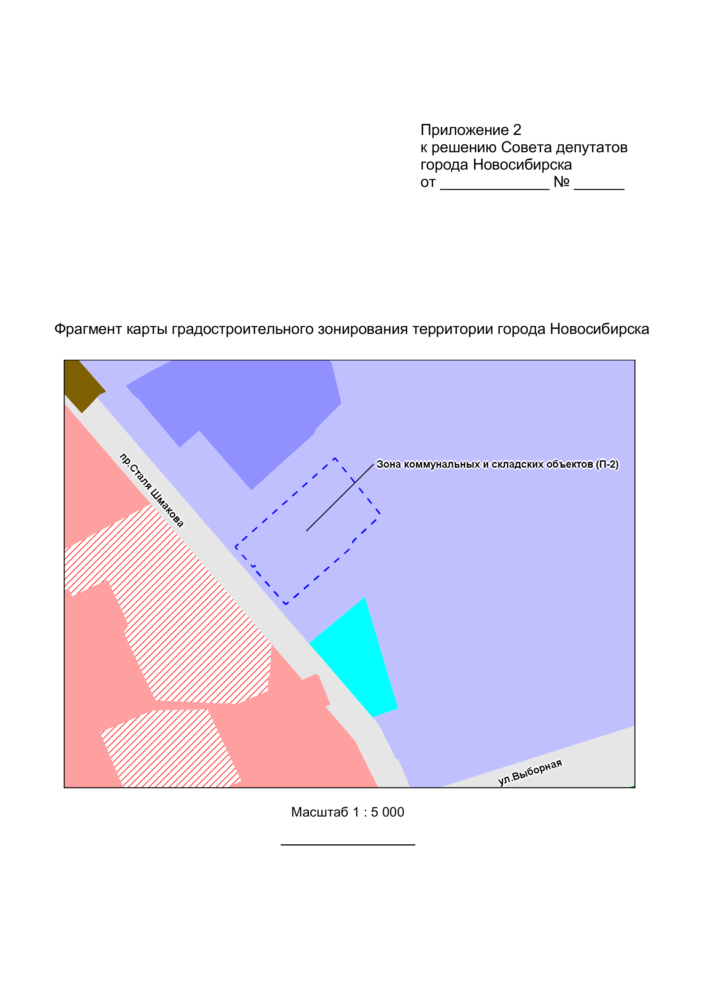 Приложение 2
к решению Совета депутатов
города Новосибирска
от _____________ № ______
Фрагмент карты градостроительного зонирования территории города Новосибирска
Зона коммунальных и складских объектов (П-2)
пр.Сталя Шмакова
ул.Выборная
Масштаб 1 : 5 000